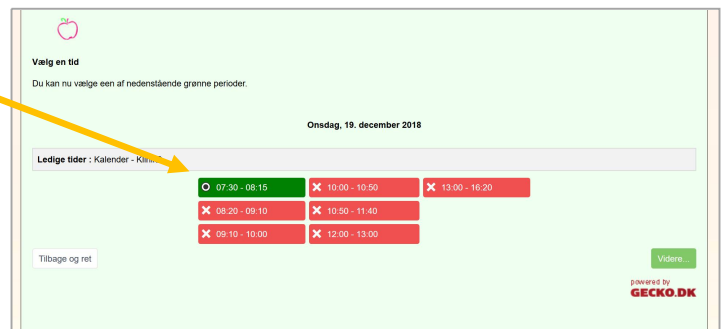 Vælg en tid
Du kan nu vælge een af nedenstående grønne perioder.
Onsdag, 19. december 2018
Ledige tider : Kalender -
07:30 - 08:15
10:00 - 10:50
13:00 - 16:20
08:20 - 09:10
10:50 - 11:40
09:10 - 10:00
12:00 - 13:00
Tilbage og ret
Videre...
powered by
GECKO.DK